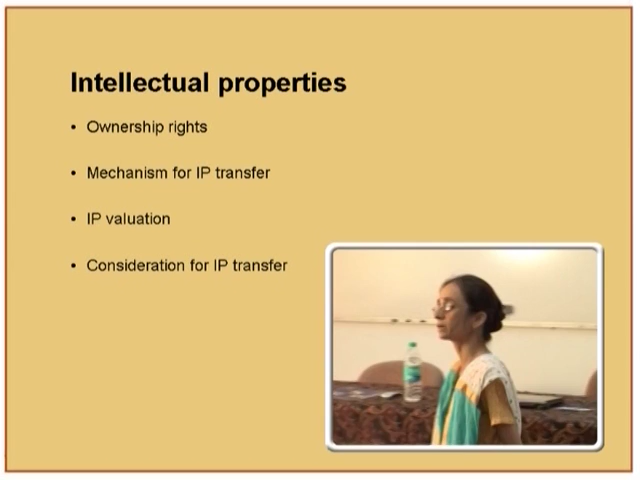 Intellectual properties
• Ownership rights
• Mechanism for IP transfer
• IP valuation
• Consideration for IP transfer